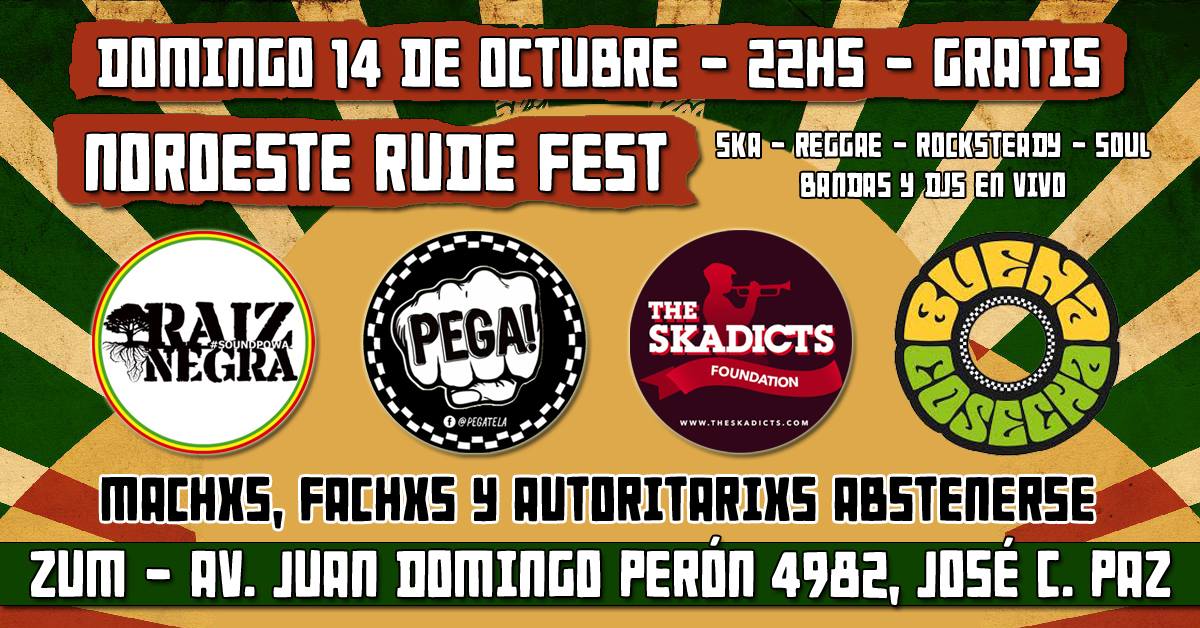 DOMINGO 14 DE OCTUBRE - 22HS - GRATIS
NOROESTE RUDE FEST
SKA - REGGAE - ROCKSTEADY - SOUL
BANDAS Y DJS EN VIVO
RAIZ
#SOUNDPOWA
NEGRA
PEGA!
f @PEGATELA
THE
SKADICTS
FOUNDATION
WWW.THESKADICTS.COM
BUENA
COSECHA
MACHXS, FACHXS Y AUTORITARIXS ABSTENERSE
ZUM - AV. JUAN DOMINGO PERÓN 4982, JOSÉ C. PAZ